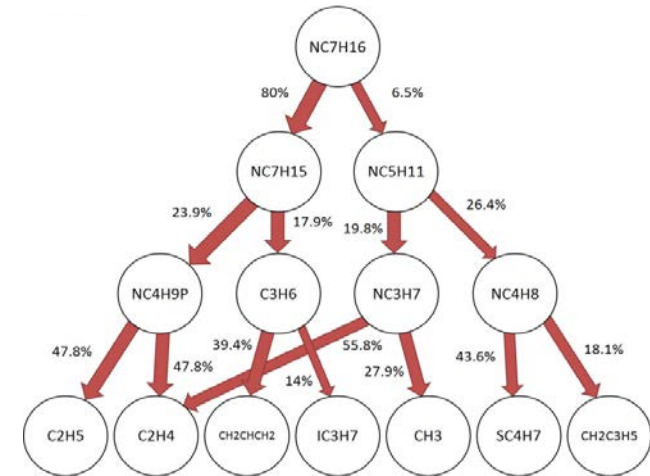 NC7H16
80%
6.5%
NC7H15
NC5H11
23.9%
17.9%
19.8%
26.4%
NC4H9P
C3H6
NC3H7
NC4H8
47.8%
47.8%
39.4%
14%
55.8%
27.9%
43.6%
18.1%
C2H5
C2H4
CH2CHCH2
IC3H7
CH3
SC4H7
CH2C3H5